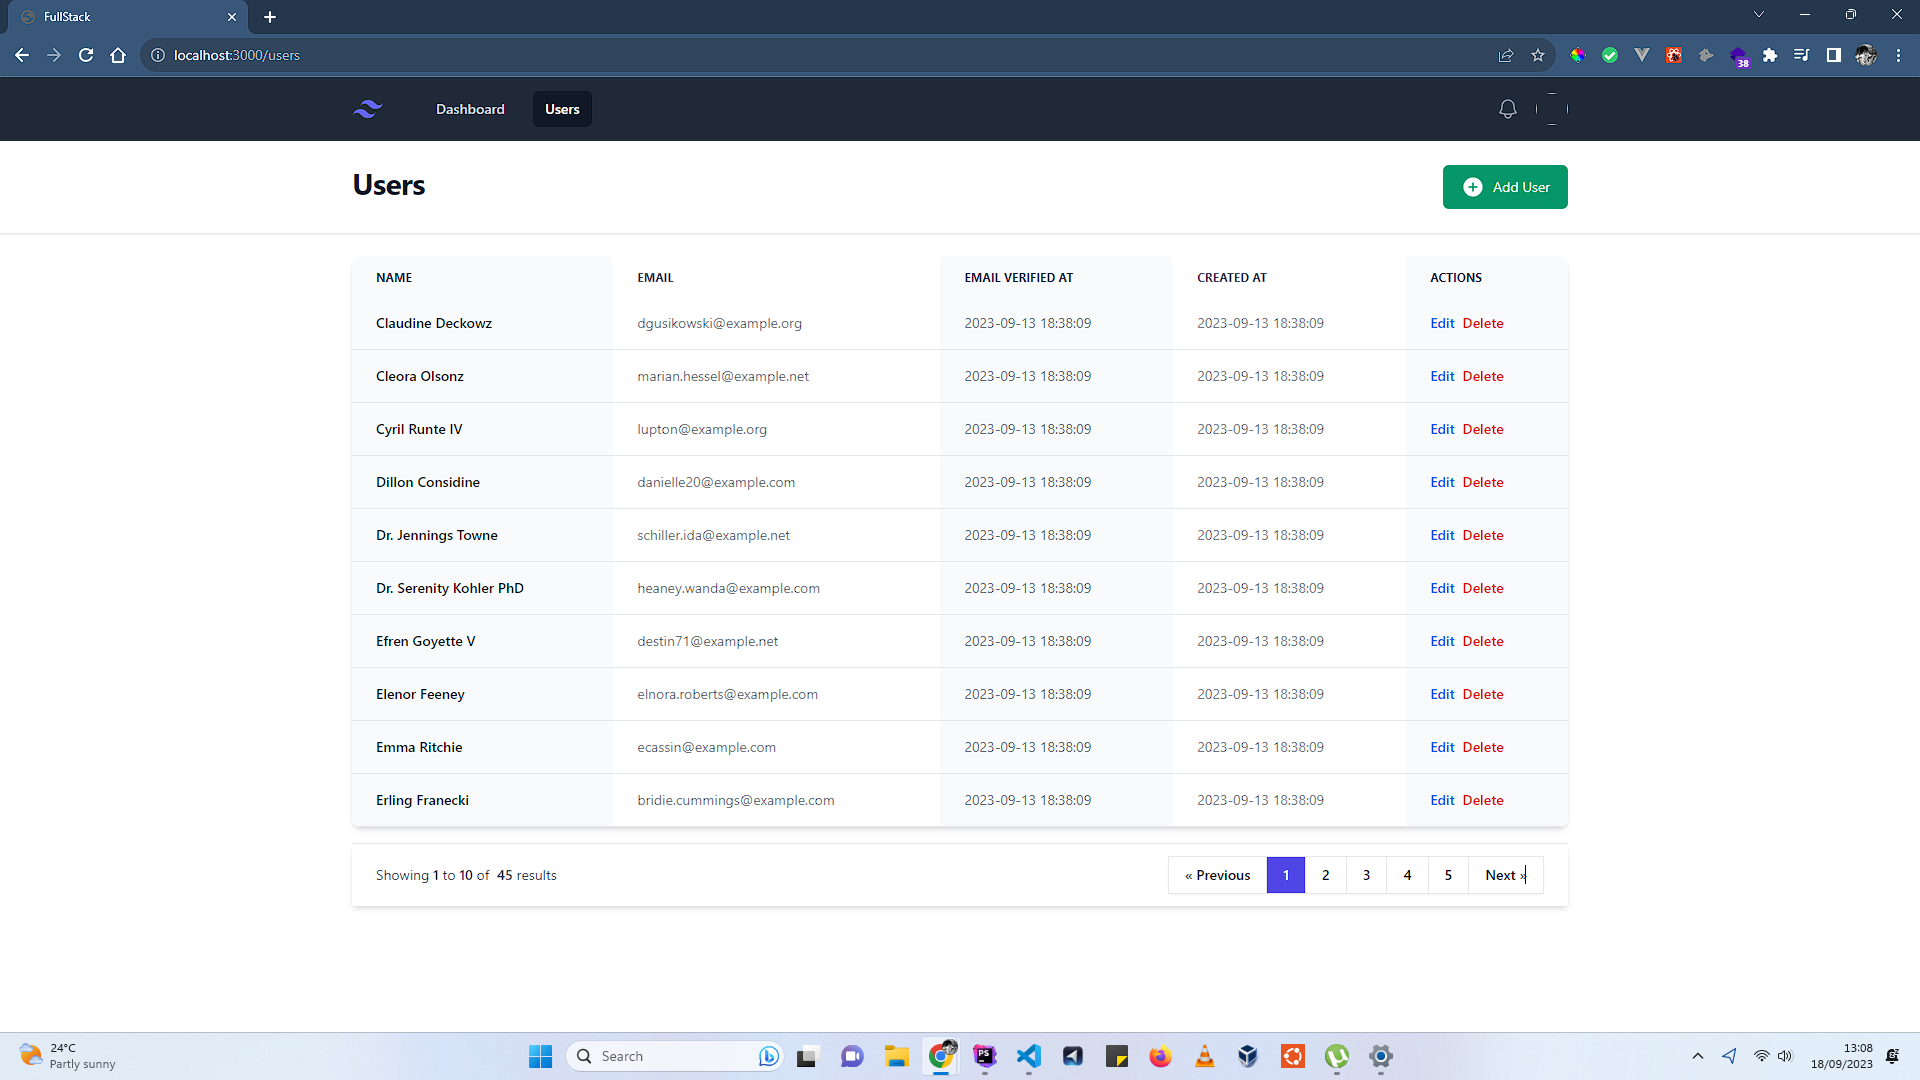 FullStack
localhost:3000/users
38
Dashboard Users
Users
Add User
NAME EMAIL EMAIL VERIFIED AT CREATED AT ACTIONS
Claudine Deckowz dgusikowski@example.org 2023-09-13 18:38:09 2023-09-13 18:38:09 Edit Delete
Cleora Olsonz marian.hessel@example.net 2023-09-13 18:38:09 2023-09-13 18:38:09 Edit Delete
Cyril Runte IV lupton@example.org 2023-09-13 18:38:09 2023-09-13 18:38:09 Edit Delete
Dillon Considine danielle20@example.com 2023-09-13 18:38:09 2023-09-13 18:38:09 Edit Delete
Dr. Jennings Towne schiller.ida@example.net 2023-09-13 18:38:09 2023-09-13 18:38:09 Edit Delete
Dr. Serenity Kohler PhD heaney.wanda@example.com 2023-09-13 18:38:09 2023-09-13 18:38:09 Edit Delete
Efren Goyette V destin71@example.net 2023-09-13 18:38:09 2023-09-13 18:38:09 Edit Delete
Elenor Feeney elnora.roberts@example.com 2023-09-13 18:38:09 2023-09-13 18:38:09 Edit Delete
Emma Ritchie ecassin@example.com 2023-09-13 18:38:09 2023-09-13 18:38:09 Edit Delete
Erling Franecki bridie.cummings@example.com 2023-09-13 18:38:09 2023-09-13 18:38:09 Edit Delete
Showing 1 to 10 of 45 results « Previous 1 2 3 4 5 Next »
24°C
Partly sunny
Search
PS
13:08
18/09/2023